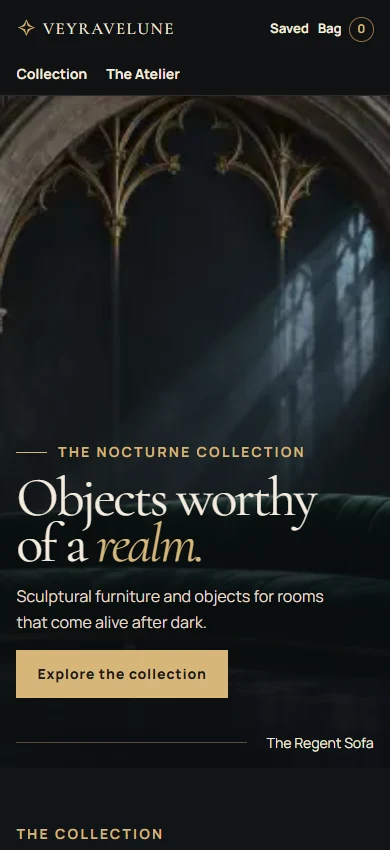 VEYRAVELUNE
Saved Bag 0
Collection The Atelier
THE NOCTURNE COLLECTION
Objects worthy
of a realm.
Sculptural furniture and objects for rooms
that come alive after dark.
Explore the collection
The Regent Sofa
THE COLLECTION